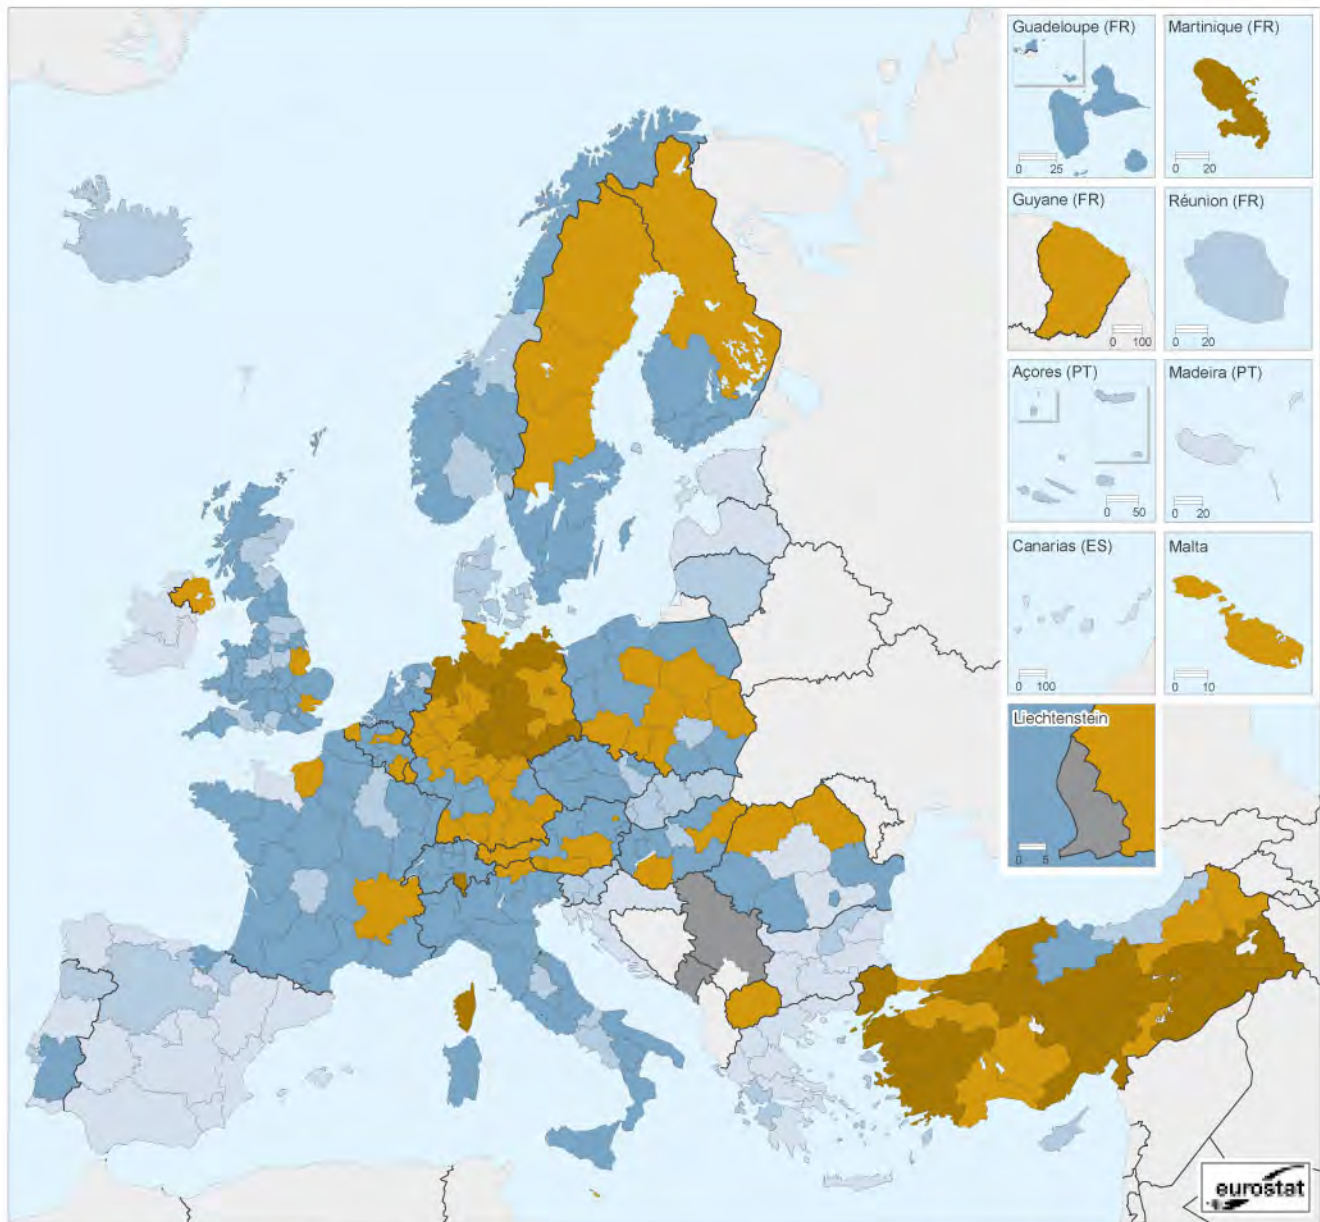 Guadeloupe (FR)
Martinique (FR)
0 25
0 20
Guyane (FR)
Réunion (FR)
0 100
0 20
Açores (PT)
Madeira (PT)
0 50
0 20
Canarias (ES)
Malta
0 100
0 10
Liechtenstein
0 5
eurostat